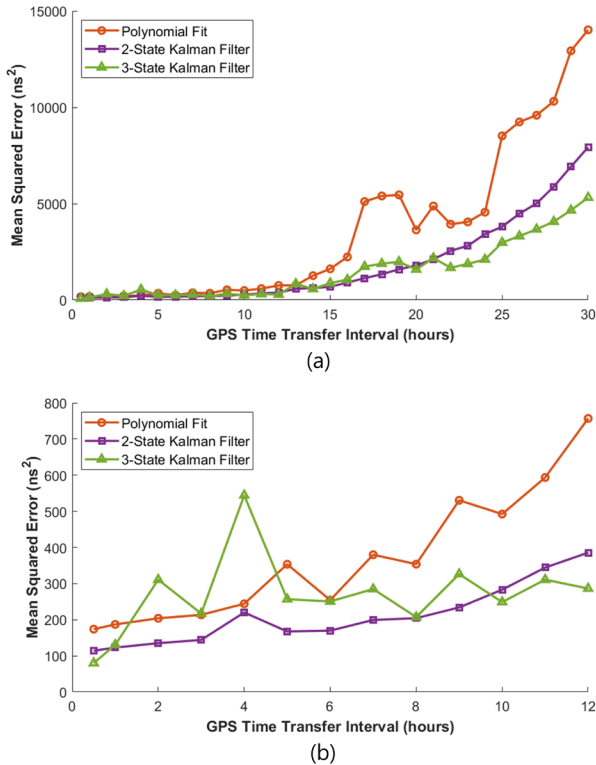 15000
10000
5000
0
Mean Squared Error (ns²)
Polynomial Fit
2-State Kalman Filter
3-State Kalman Filter
0 5 10 15 20 25 30
GPS Time Transfer Interval (hours)
(a)
800
700
600
500
400
300
200
100
0
Mean Squared Error (ns²)
Polynomial Fit
2-State Kalman Filter
3-State Kalman Filter
0 2 4 6 8 10 12
GPS Time Transfer Interval (hours)
(b)